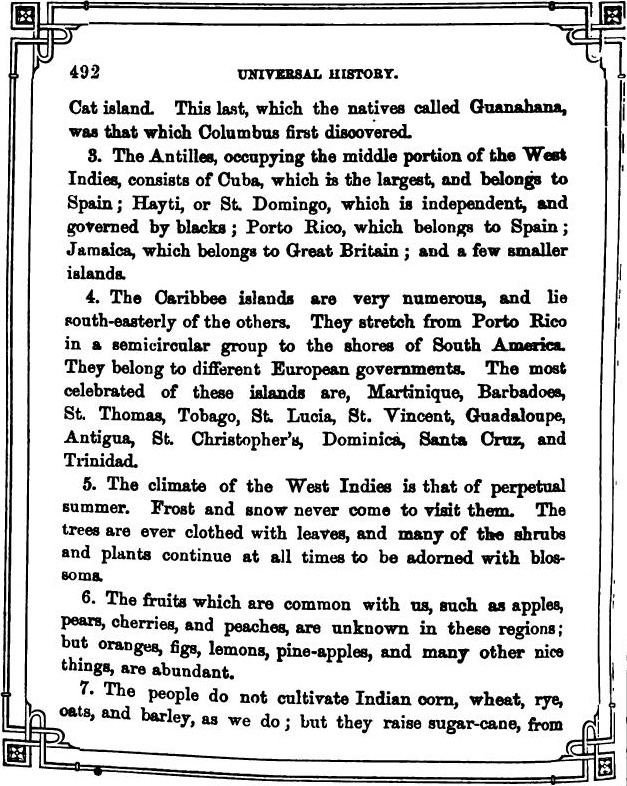 492 UNIVERSAL HISTORY.
Cat island. This last, which the natives called Guanahana,
was that which Columbus first discovered.
3. The Antilles, occupying the middle portion of the West
Indies, consists of Cuba, which is the largest, and belongs to
Spain; Hayti, or St. Domingo, which is independent, and
governed by blacks; Porto Rico, which belongs to Spain;
Jamaica, which belongs to Great Britain; and a few smaller
islands.
4. The Caribbee islands are very numerous, and lie
south-easterly of the others. They stretch from Porto Rico
in a semicircular group to the shores of South America.
They belong to different European governments. The most
celebrated of these islands are, Martinique, Barbadoes,
St. Thomas, Tobago, St. Lucia, St. Vincent, Guadaloupe,
Antigua, St. Christopher's, Dominica, Santa Cruz, and
Trinidad.
5. The climate of the West Indies is that of perpetual
summer. Frost and snow never come to visit them. The
trees are ever clothed with leaves, and many of the shrubs
and plants continue at all times to be adorned with blos-
soms.
6. The fruits which are common with us, such as apples,
pears, cherries, and peaches, are unknown in these regions;
but oranges, figs, lemons, pine-apples, and many other nice
things, are abundant.
7. The people do not cultivate Indian corn, wheat, rye,
oats, and barley, as we do; but they raise sugar-cane, from